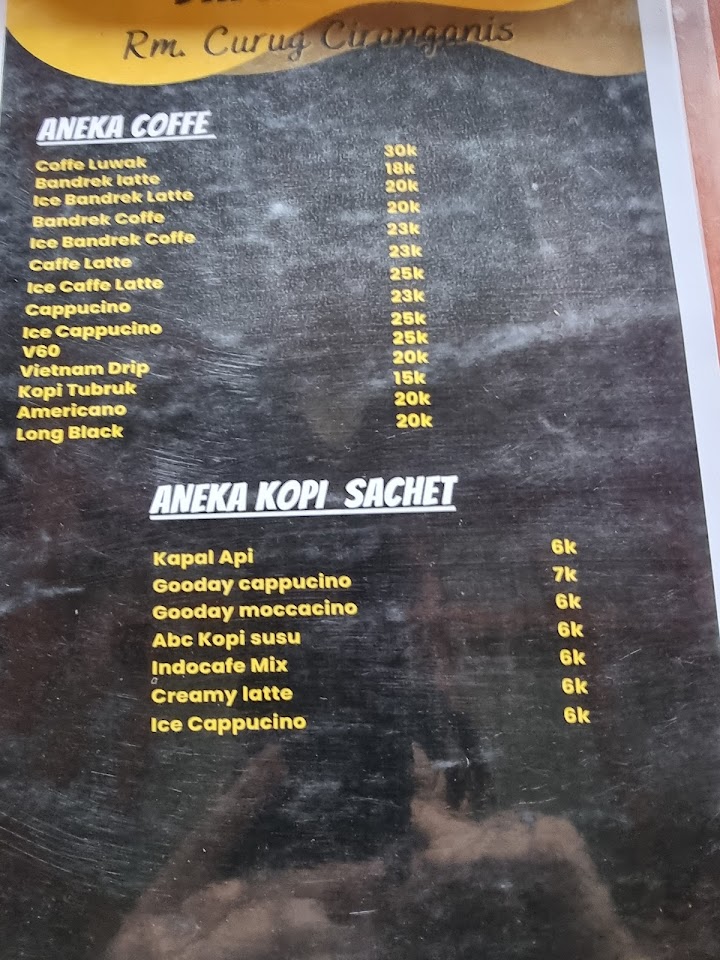 Rm. Curug Ciranganis
ANEKA COFFE
Coffe Luwak 30k
Bandrek latte 18k
Ice Bandrek Latte 20k
Bandrek Coffe 20k
Ice Bandrek Coffe 23k
Caffe Latte 23k
Ice Caffe Latte 25k
Cappucino 23k
Ice Cappucino 25k
V60 25k
Vietnam Drip 20k
Kopi Tubruk 15k
Americano 20k
Long Black 20k
ANEKA KOPI SACHET
Kapal Api 6k
Gooday cappucino 7k
Gooday moccacino 6k
Abc Kopi susu 6k
Indocafe Mix 6k
Creamy latte 6k
Ice Cappucino 6k